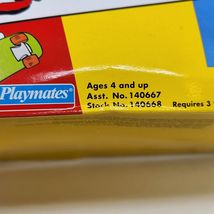 Ages 4 and up
Playmates
Asst. No. 140667
Stock No. 140668 Requires 3